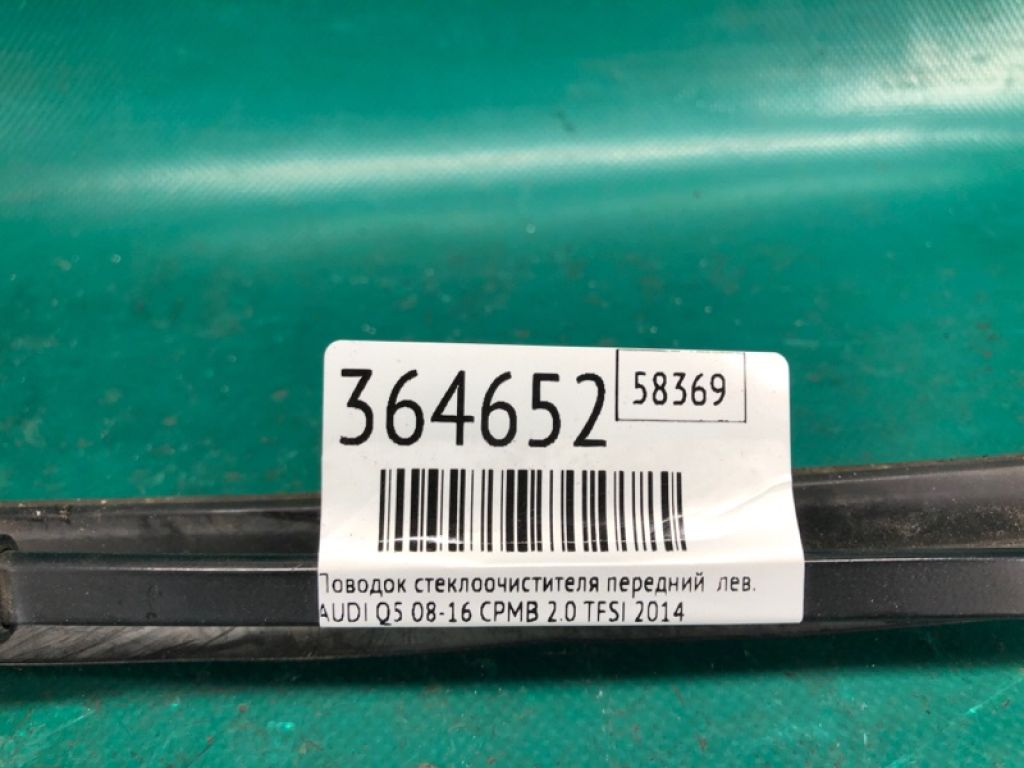 364652
58369
Поводок стеклоочистителя передний лев.
AUDI Q5 08-16 CPMB 2.0 TFSI 2014